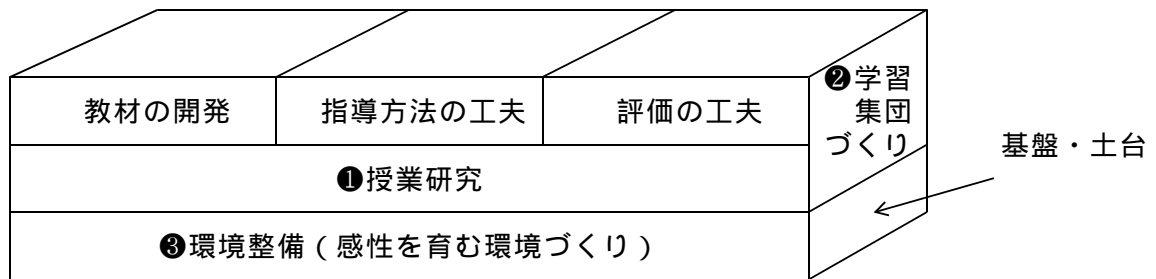 教材の開発
指導方法の工夫
評価の工夫
❷学習
集団
づくり
基盤・土台
❶授業研究
❸環境整備(感性を育む環境づくり)